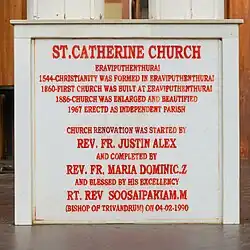 ST.CATHERINE CHURCH
ERAVIPUTHENTHURAI
1544-CHRISTIANITY WAS FORMED IN ERAVIPUTHENTHURAI
1860-FIRST CHURCH WAS BUILT AT ERAVIPUTHENTHURAI
1886-CHURCH WAS ENLARGED AND BEAUTIFIED
1967 ERECTD AS INDEPENDENT PARISH
CHURCH RENOVATION WAS STARTED BY
REV. FR. JUSTIN ALEX
AND COMPLETED BY
REV. FR. MARIA DOMINIC.Z
AND BLESSED BY HIS EXCELLENCY
RT. REV SOOSAIPAKIAM.M
(BISHOP OF TRIVANDRUM) ON 04-02-1990